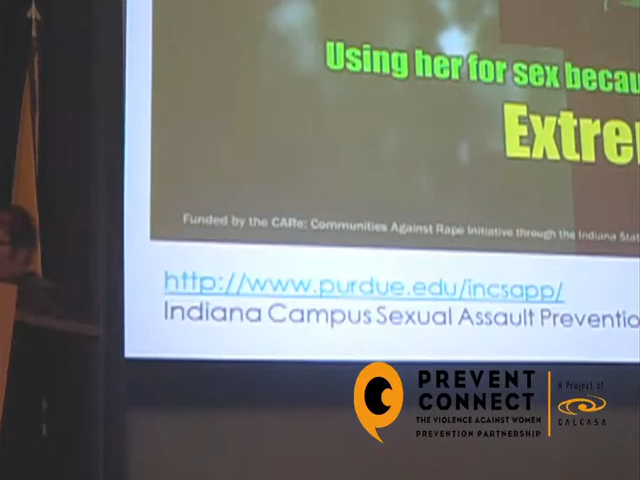 Using her for sex becau
Extre
Funded by the CARe: Communities Against Rape Initiative through the Indiana Stat
http://www.purdue.edu/incsapp/
Indiana Campus Sexual Assault Preventio
PREVENT
CONNECT
THE VIOLENCE AGAINST WOMEN
PREVENTION PARTNERSHIP
A Project of
CALCASA